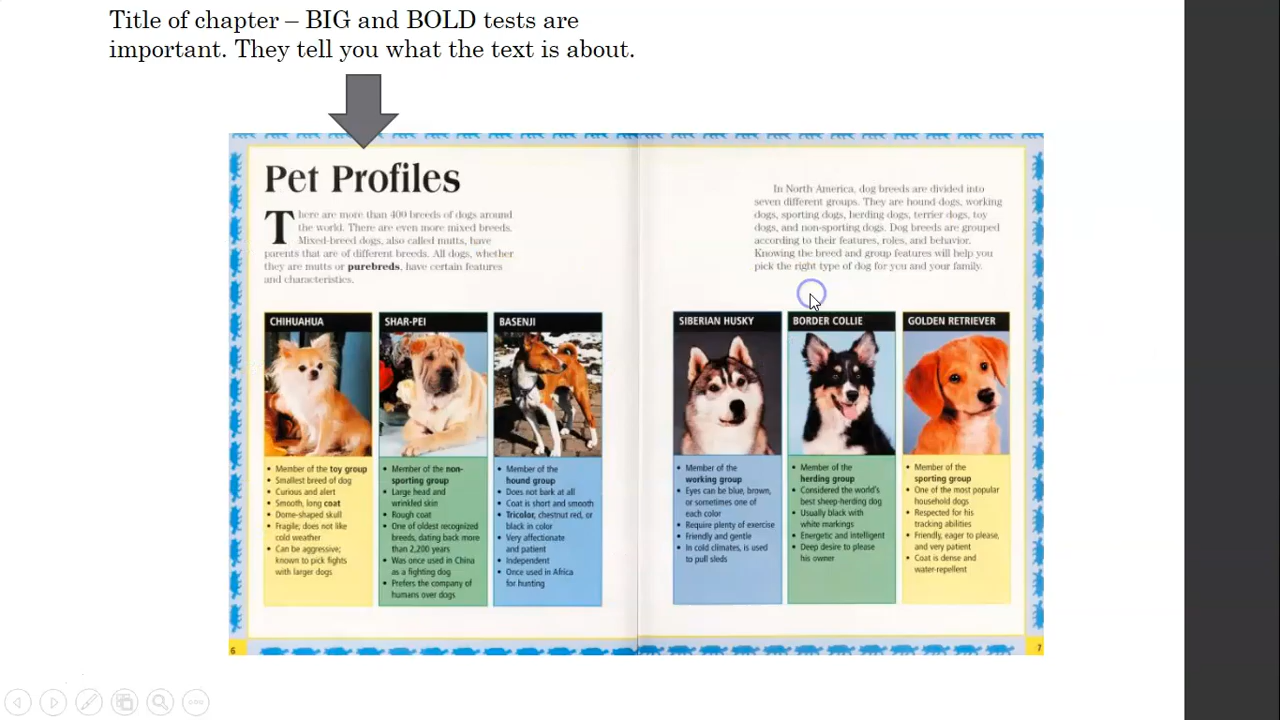 Title of chapter – BIG and BOLD tests are
important. They tell you what the text is about.
Pet Profiles
There are more than 400 breeds of dogs around
the world. There are even more mixed breeds.
Mixed-breed dogs, also called mutts, have
parents that are of different breeds. All dogs, whether
they are mutts or purebreds, have certain features
and characteristics.
In North America, dog breeds are divided into
seven different groups. They are hound dogs, working
dogs, sporting dogs, herding dogs, terrier dogs, toy
dogs, and non-sporting dogs. Dog breeds are grouped
according to their features, roles, and behavior.
Knowing the breed and group features will help you
pick the right type of dog for you and your family.
CHIHUAHUA
• Member of the toy group
• Smallest breed of dog
• Curious and alert
• Smooth, long coat
• Dome-shaped skull
• Fragile; does not like
cold weather
• Can be aggressive;
known to pick fights
with larger dogs
SHAR-PEI
• Member of the non-
sporting group
• Large head and
wrinkled skin
• Rough coat
• One of oldest recognized
breeds, dating back more
than 2,200 years
• Was once used in China
as a fighting dog
• Prefers the company of
humans over dogs
BASENJI
• Member of the
hound group
• Does not bark at all
• Coat is short and smooth
• Tricolor, chestnut red, or
black in color
• Very affectionate
and patient
• Independent
• Once used in Africa
for hunting
SIBERIAN HUSKY
• Member of the
working group
• Eyes can be blue, brown,
or sometimes one of
each color
• Require plenty of exercise
• Friendly and gentle
• In cold climates, is used
to pull sleds
BORDER COLLIE
• Member of the
herding group
• Considered the world's
best sheep-herding dog
• Usually black with
white markings
• Energetic and intelligent
• Deep desire to please
his owner
GOLDEN RETRIEVER
• Member of the
sporting group
• One of the most popular
household dogs
• Respected for his
tracking abilities
• Friendly, eager to please,
and very patient
• Coat is dense and
water-repellent
6
7